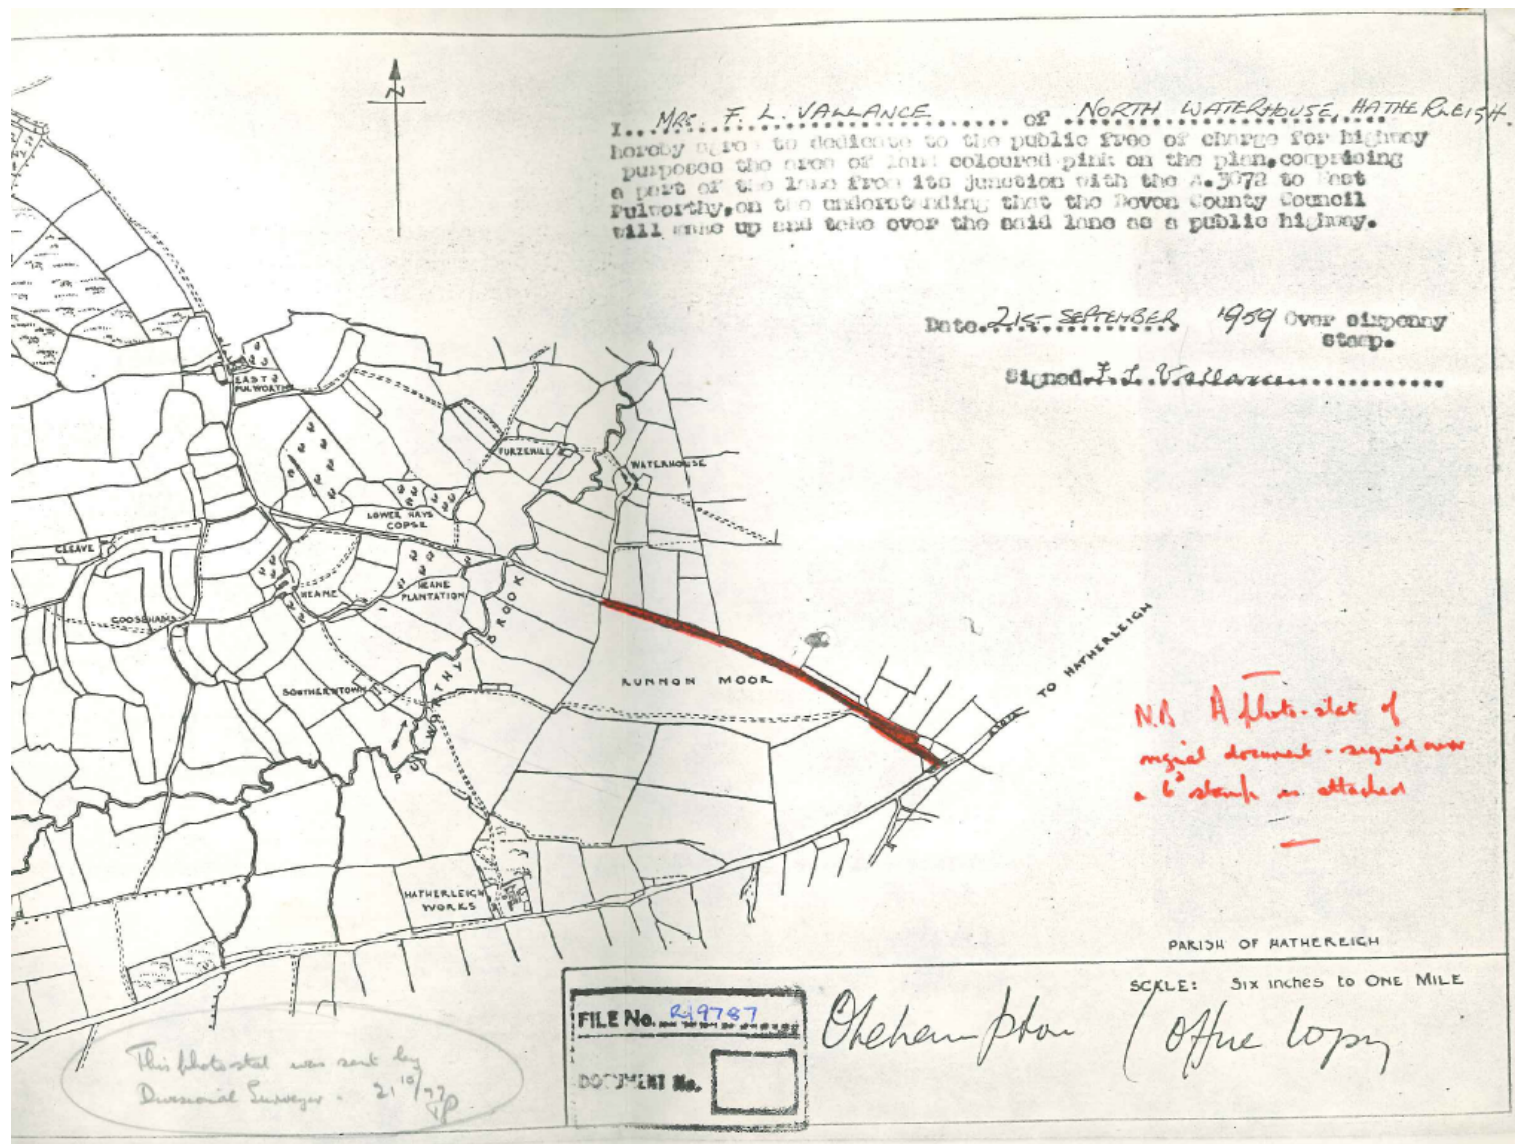 I... MRS. F. L. VALLANCE ... of NORTH WATERHOUSE, HATHERLEIGH.
hereby agree to dedicate to the public free of charge for highway
purposes the area of land coloured pink on the plan, comprising
a part of the lane from its junction with the A.3072 to East
Pulworthy, on the understanding that the Devon County Council
will make up and take over the said lane as a public highway.
Date 21st SEPTEMBER 1959 Over sixpenny
stamp.
Signed F. L. Vallance
EAST
PULWORTHY
FURZEHILL
WATERHOUSE
LOWER HAYS
COPSE
CLEAVE
HEANE
HEANE
PLANTATION
GOOSEHAMS
PULWORTHY BROOK
SOUTHERNTOWN
RUNNON MOOR
TO HATHERLEIGH
N.B A photo-stat of
original document - signed over
a 6d stamp is attached
HATHERLEIGH
WORKS
PARISH OF HATHEREIGH
SCALE: Six inches to ONE MILE
FILE No. R19787
DOCUMENT No.
Okehampton (Office Copy
This photostat was sent by
Divisional Surveyor. 21/10/77